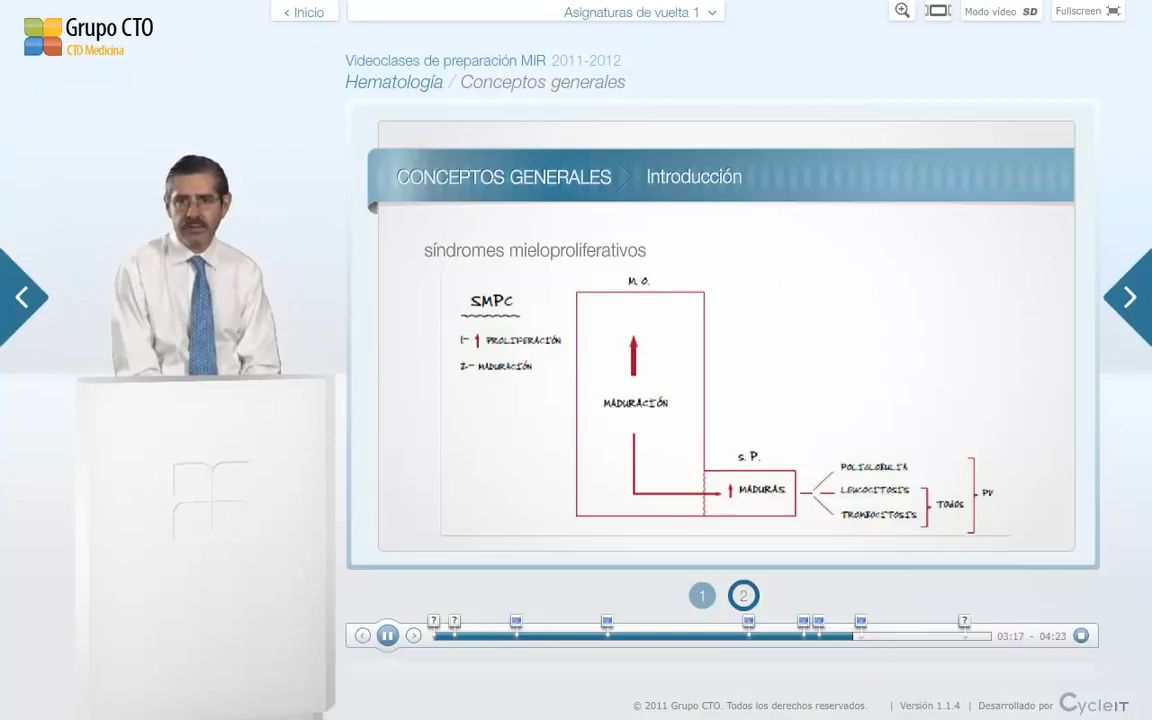 Grupo CTO
CTO Medicina
‹ Inicio
Asignaturas de vuelta 1
Modo vídeo SD
Fullscreen
Videoclases de preparación MIR 2011-2012
Hematología / Conceptos generales
CONCEPTOS GENERALES
Introducción
síndromes mieloproliferativos
M.O.
SMPC
1- ↑ PROLIFERACIÓN
2- MADURACIÓN
MADURACIÓN
S.P.
↑ MADURAS
POLIGLOBULIA
LEUCOCITOSIS
TROMBOCITOSIS
TODOS
PV
1
2
? ? ?
03:17 - 04:23
© 2011 Grupo CTO. Todos los derechos reservados. | Versión 1.1.4 | Desarrollado por CycleIT